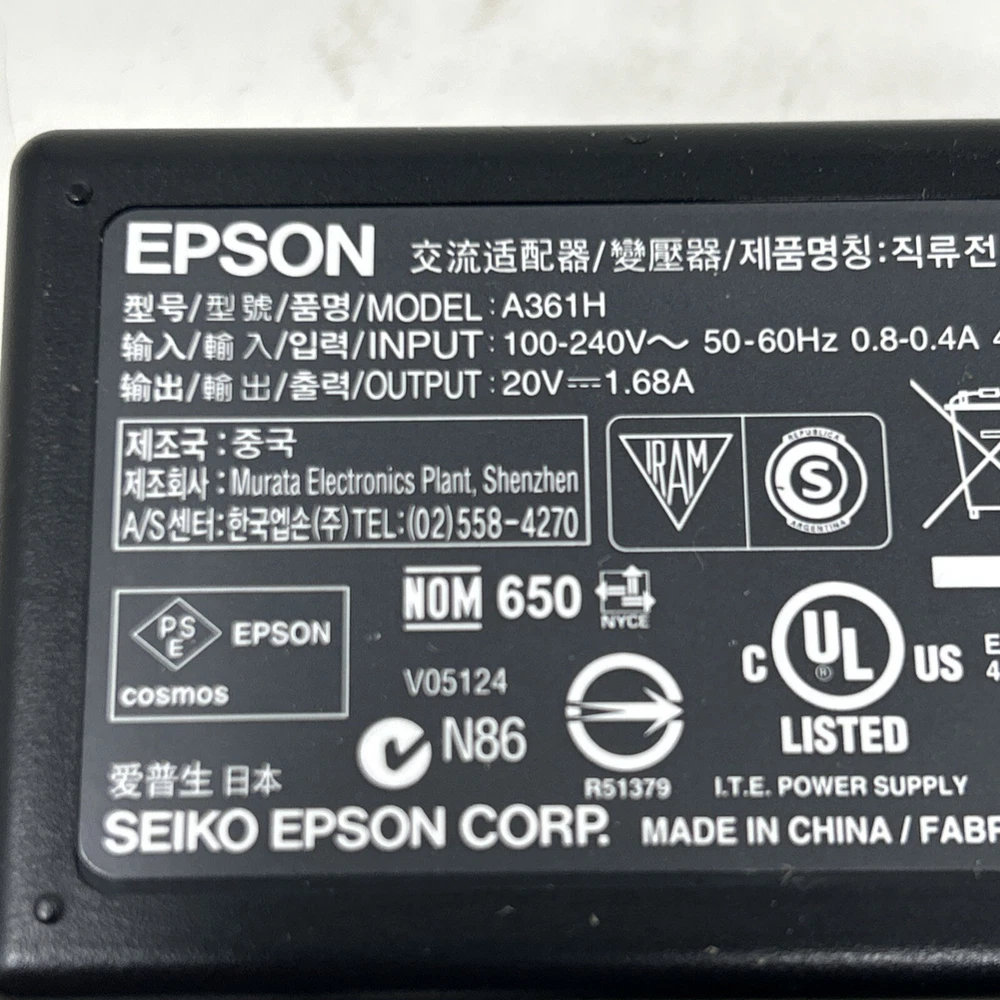 EPSON 交流适配器/變壓器/제품명칭:직류전
型号/型號/품명/MODEL:A361H
输入/輸入/입력/INPUT:100-240V～ 50-60Hz 0.8-0.4A
输出/輸出/출력/OUTPUT:20V⎓1.68A
제조국:중국
제조회사:Murata Electronics Plant, Shenzhen
A/S센터:한국엡손(주)TEL:(02)558-4270
IRAM
REPUBLICA
S
ARGENTINA
NOM 650
NYCE
PSE EPSON
cosmos
V05124
N86
R51379
C UL® US
LISTED
I.T.E. POWER SUPPLY
爱普生 日本
SEIKO EPSON CORP. MADE IN CHINA / FABR